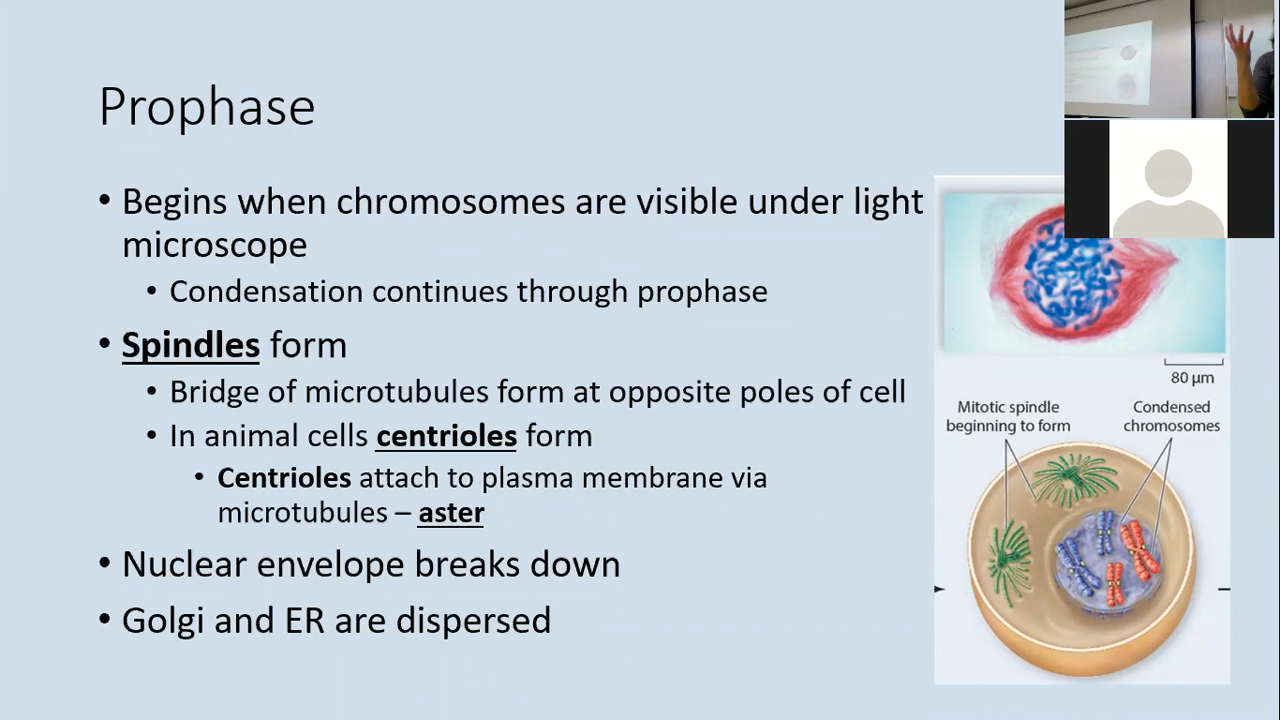 Prophase
• Begins when chromosomes are visible under light
microscope
• Condensation continues through prophase
• Spindles form
• Bridge of microtubules form at opposite poles of cell
• In animal cells centrioles form
• Centrioles attach to plasma membrane via
microtubules – aster
• Nuclear envelope breaks down
• Golgi and ER are dispersed
80 μm
Mitotic spindle
beginning to form
Condensed
chromosomes